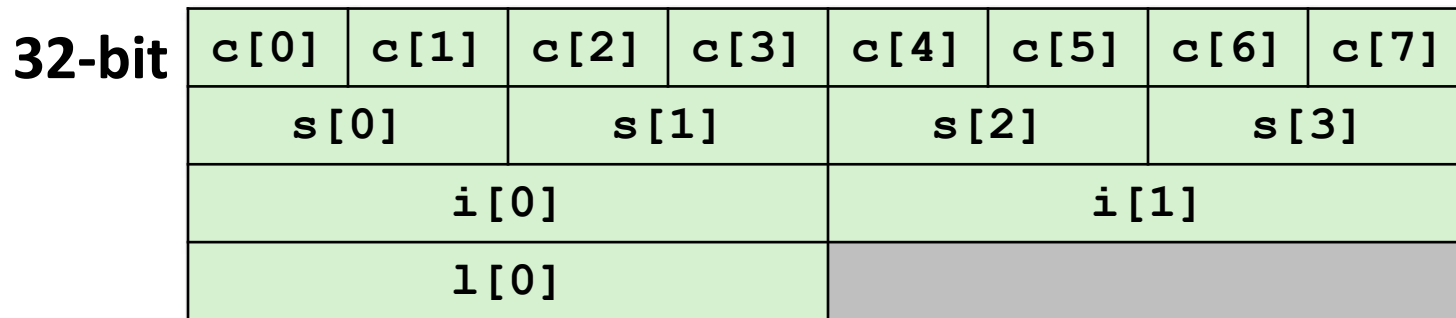 32-bit c[0] c[1] c[2] c[3] c[4] c[5] c[6] c[7]
s[0] s[1] s[2] s[3]
i[0] i[1]
l[0]